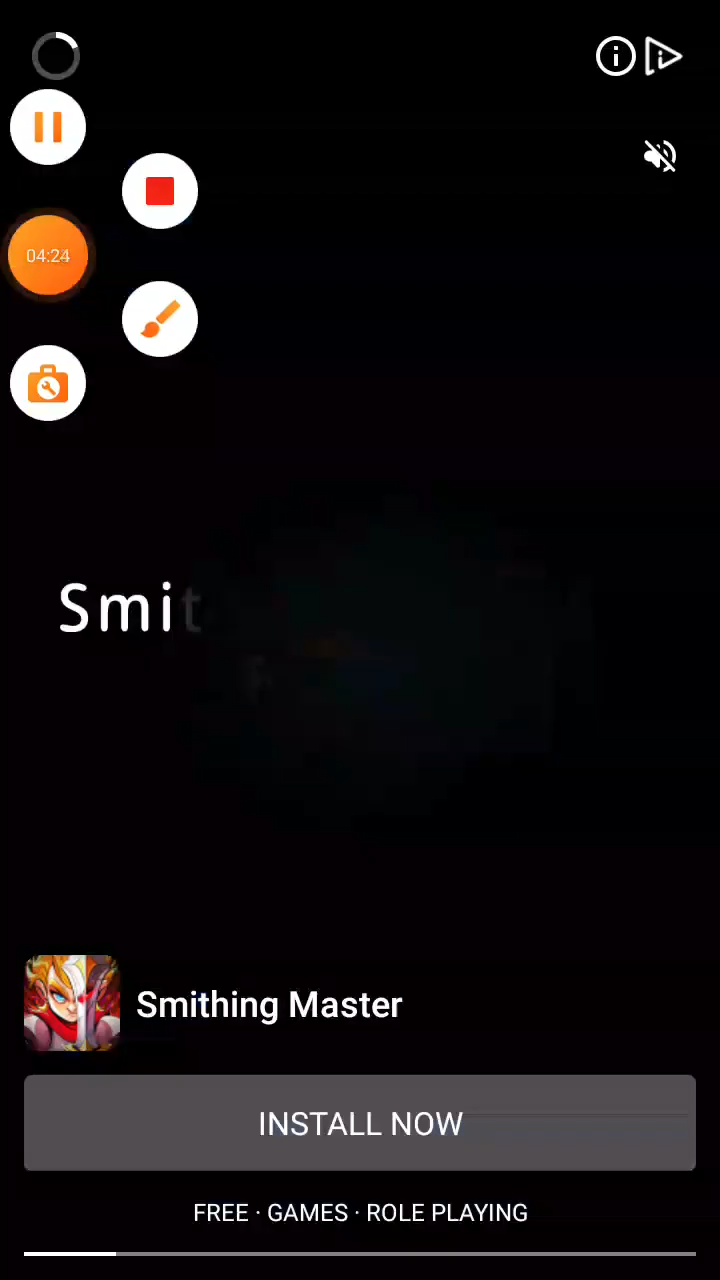 04:24
Smit
Smithing Master
INSTALL NOW
FREE · GAMES · ROLE PLAYING